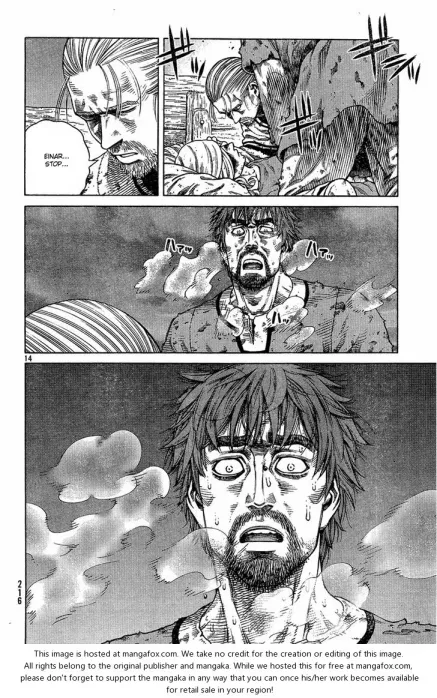 EINAR...
STOP...
ハァッ
ハァッ
ハッ
14
216
This image is hosted at mangafox.com. We take no credit for the creation or editing of this image.
All rights belong to the original publisher and mangaka. While we hosted this for free at mangafox.com,
please don't forget to support the mangaka in any way that you can once his/her work becomes available
for retail sale in your region!